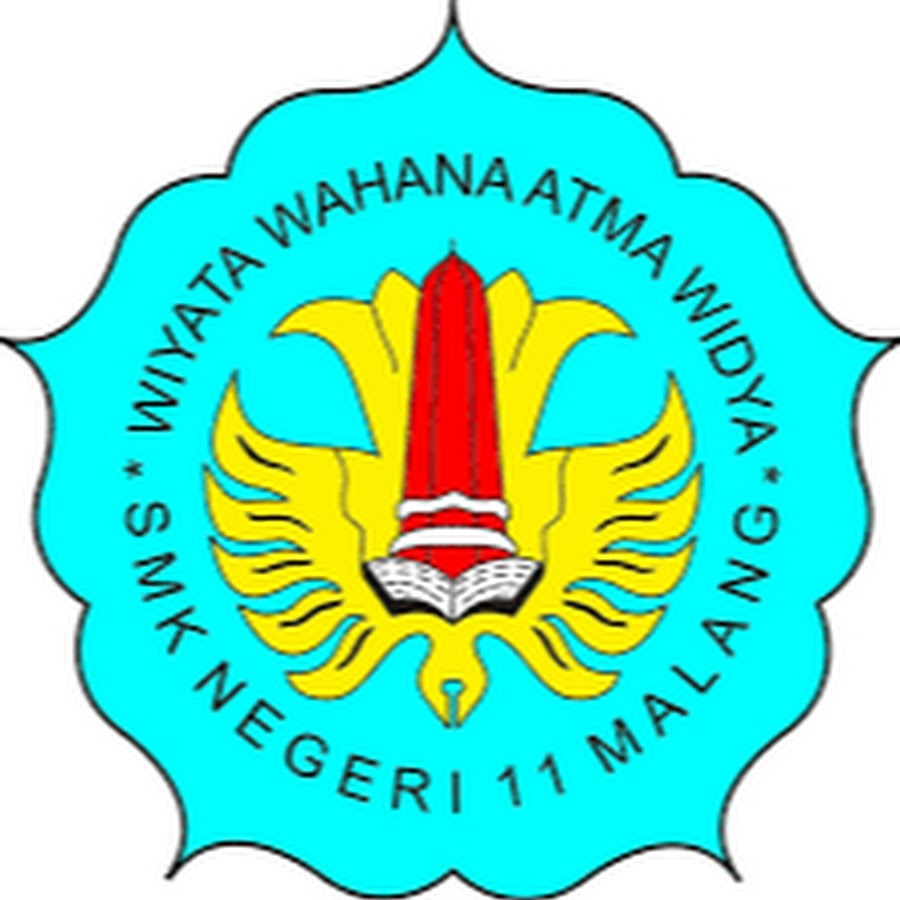 WIYATA WAHANA ATMA WIDYA
* SMK NEGERI 11 MALANG *